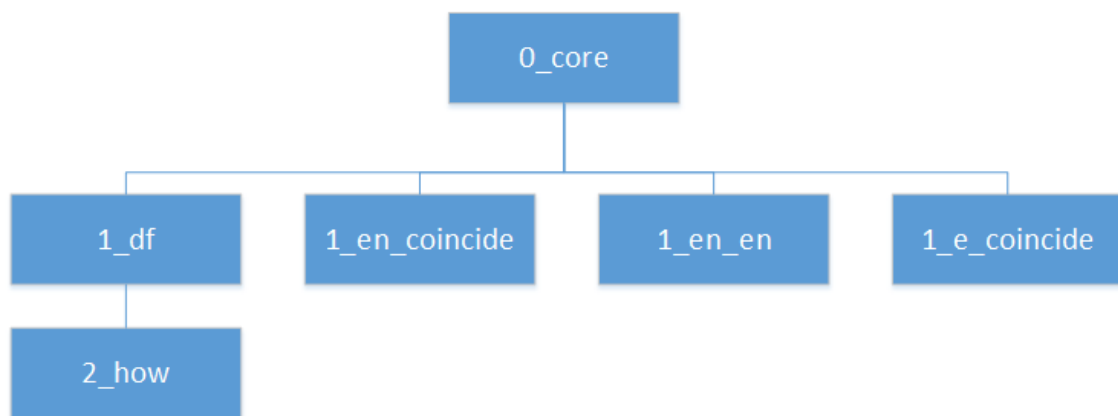 0_core
1_df
1_en_coincide
1_en_en
1_e_coincide
2_how